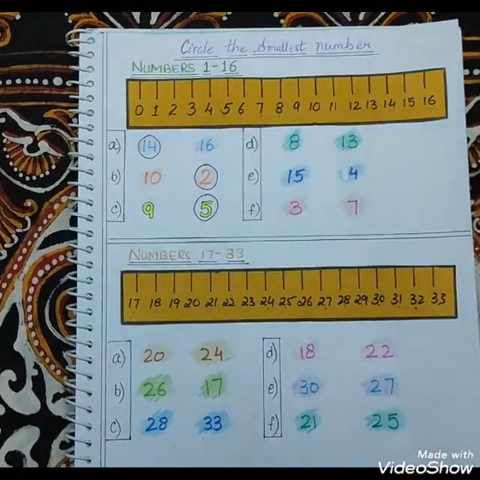 Circle the smallest number
NUMBERS 1-16
0 1 2 3 4 5 6 7 8 9 10 11 12 13 14 15 16
a) 14 16 d) 8 13
b) 10 2 e) 15 4
c) 9 5 f) 3 7
NUMBERS 17-33
17 18 19 20 21 22 23 24 25 26 27 28 29 30 31 32 33
a) 20 24 d) 18 22
b) 26 17 e) 30 27
c) 28 33 f) 21 25
Made with
VideoShow